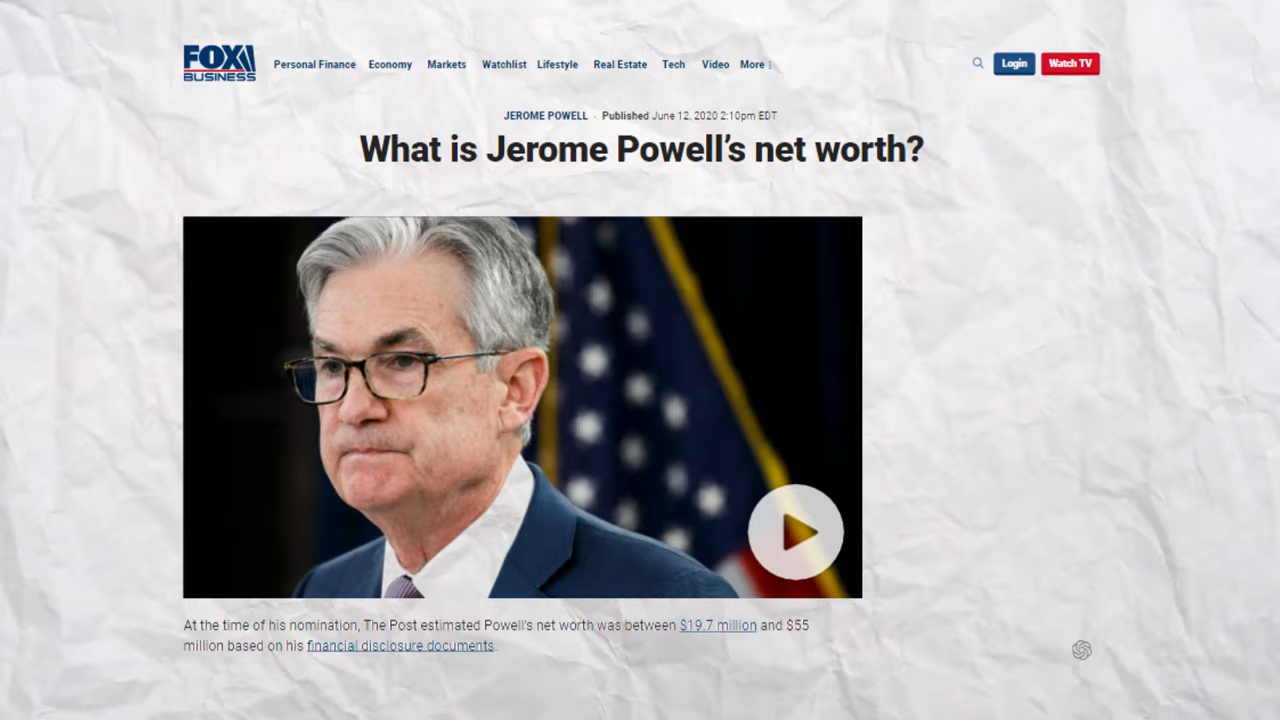 FOX BUSINESS
Personal Finance Economy Markets Watchlist Lifestyle Real Estate Tech Video More
Login Watch TV
JEROME POWELL · Published June 12, 2020 2:10pm EDT
What is Jerome Powell's net worth?
At the time of his nomination, The Post estimated Powell's net worth was between $19.7 million and $55
million based on his financial disclosure documents.